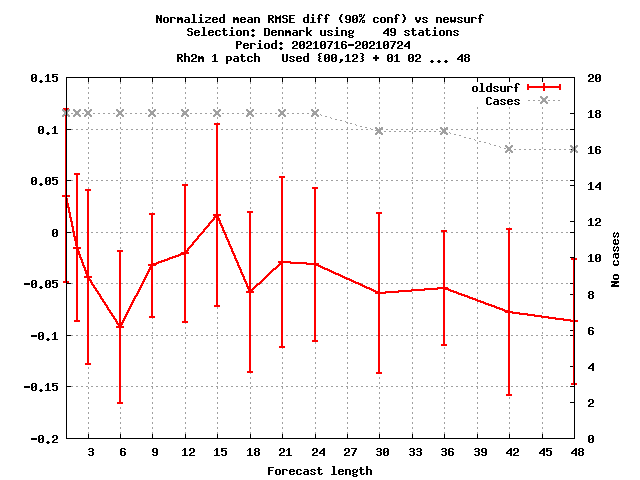 Normalized mean RMSE diff (90% conf) vs newsurf
Selection: Denmark using    49 stations
Period: 20210716-20210724
Rh2m 1 patch   Used {00,12} + 01 02 ... 48
oldsurf
Cases
0.15
0.1
0.05
0
-0.05
-0.1
-0.15
-0.2
20
18
16
14
12
10
8
6
4
2
0
No cases
3 6 9 12 15 18 21 24 27 30 33 36 39 42 45 48
Forecast length